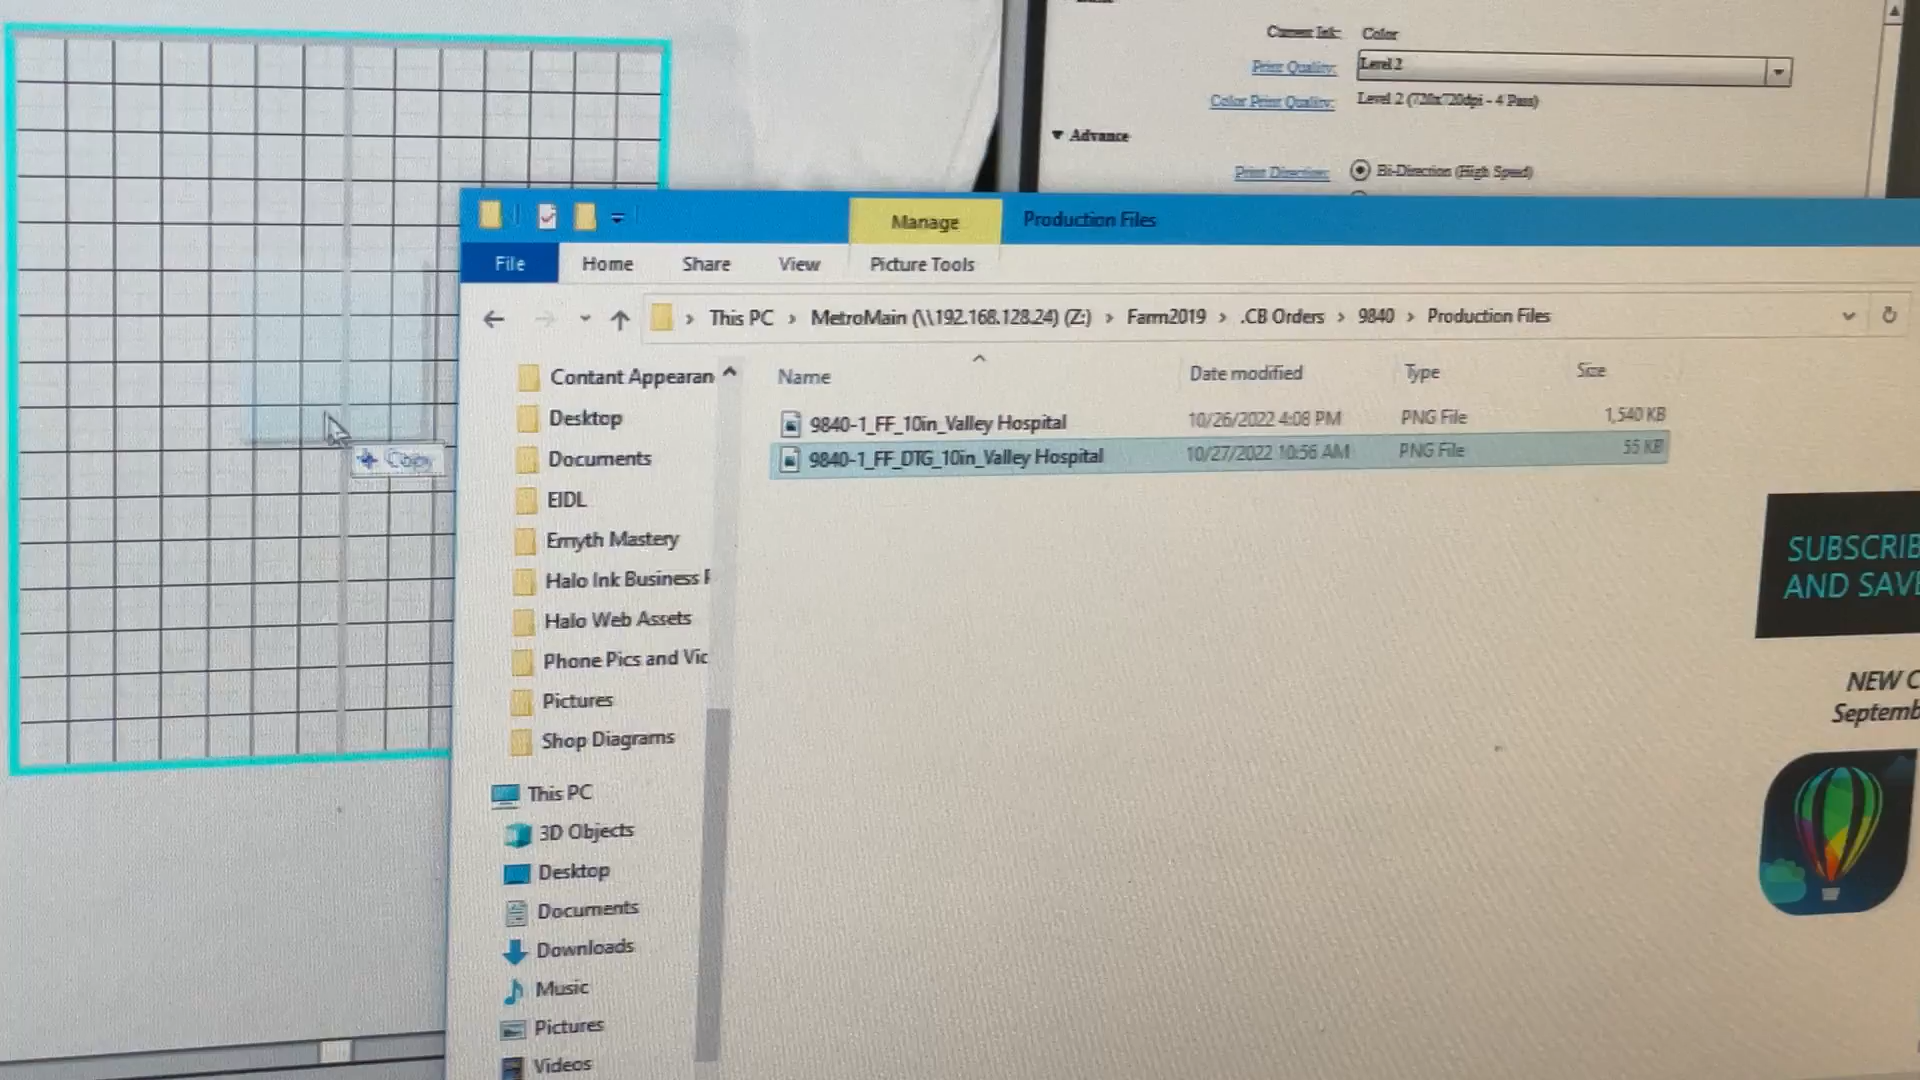 Current Ink: Color
Print Quality: Level 2
Color Print Quality: Level 2 (720x720dpi - 4 Pass)
Advance
Print Direction: Bi-Direction (High Speed)
Manage
Production Files
File
Home
Share
View
Picture Tools
This PC > MetroMain (\\192.168.128.24) (Z:) > Farm2019 > .CB Orders > 9840 > Production Files
Name
Date modified
Type
Size
9840-1_FF_10in_Valley Hospital
10/26/2022 4:08 PM
PNG File
1,540 KB
9840-1_FF_DTG_10in_Valley Hospital
10/27/2022 10:56 AM
PNG File
55 KB
Copy
Contant Appearan
Desktop
Documents
EIDL
Emyth Mastery
Halo Ink Business
Halo Web Assets
Phone Pics and Vic
Pictures
Shop Diagrams
This PC
3D Objects
Desktop
Documents
Downloads
Music
Pictures
Videos
SUBSCRIB
AND SAVE
NEW C
Septemb